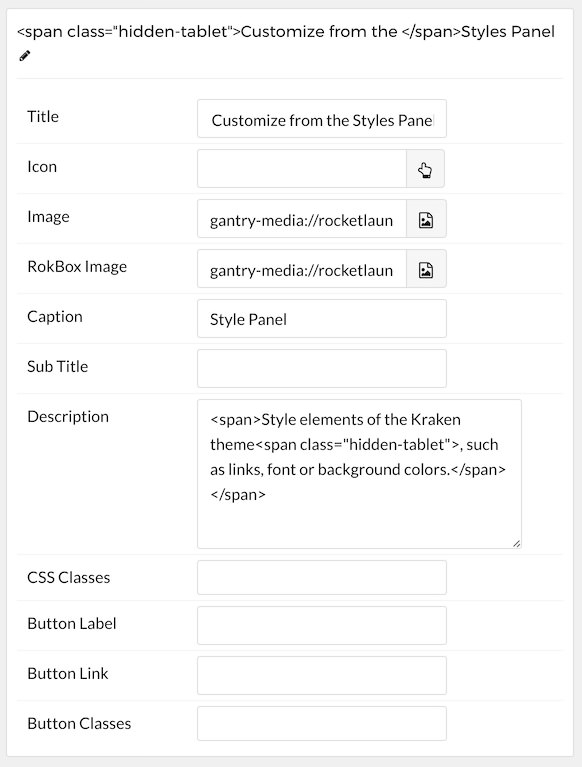 <span class="hidden-tablet">Customize from the </span>Styles Panel
Title
Customize from the Styles Pane
Icon
Image
gantry-media://rocketlaun
RokBox Image
gantry-media://rocketlaun
Caption
Style Panel
Sub Title
Description
<span>Style elements of the Kraken
theme<span class="hidden-tablet">, such
as links, font or background colors.</span>
</span>
CSS Classes
Button Label
Button Link
Button Classes